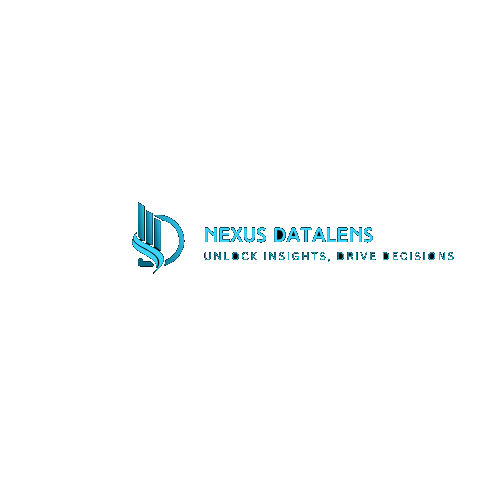 NEXUS DATALENS
UNLOCK INSIGHTS, DRIVE DECISIONS